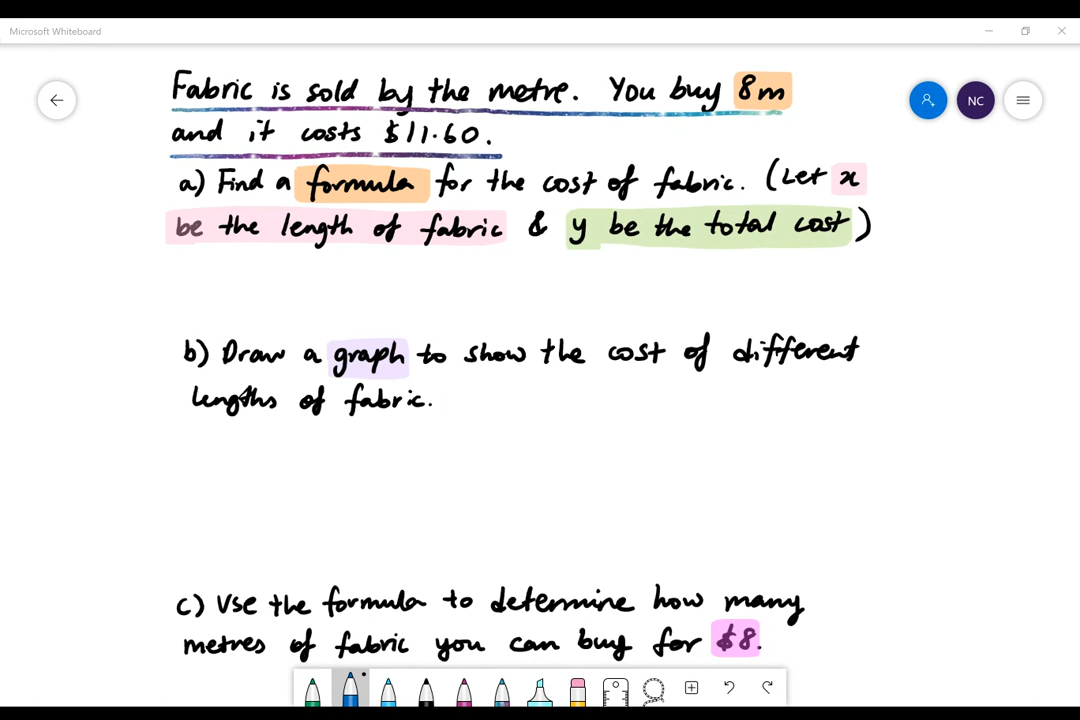 Microsoft Whiteboard
Fabric is sold by the metre. You buy 8m
and it costs $11.60.
a) Find a formula for the cost of fabric. (Let x
be the length of fabric & y be the total cost)
NC
b) Draw a graph to show the cost of different
lengths of fabric.
c) Use the formula to determine how many
metres of fabric you can buy for $8.